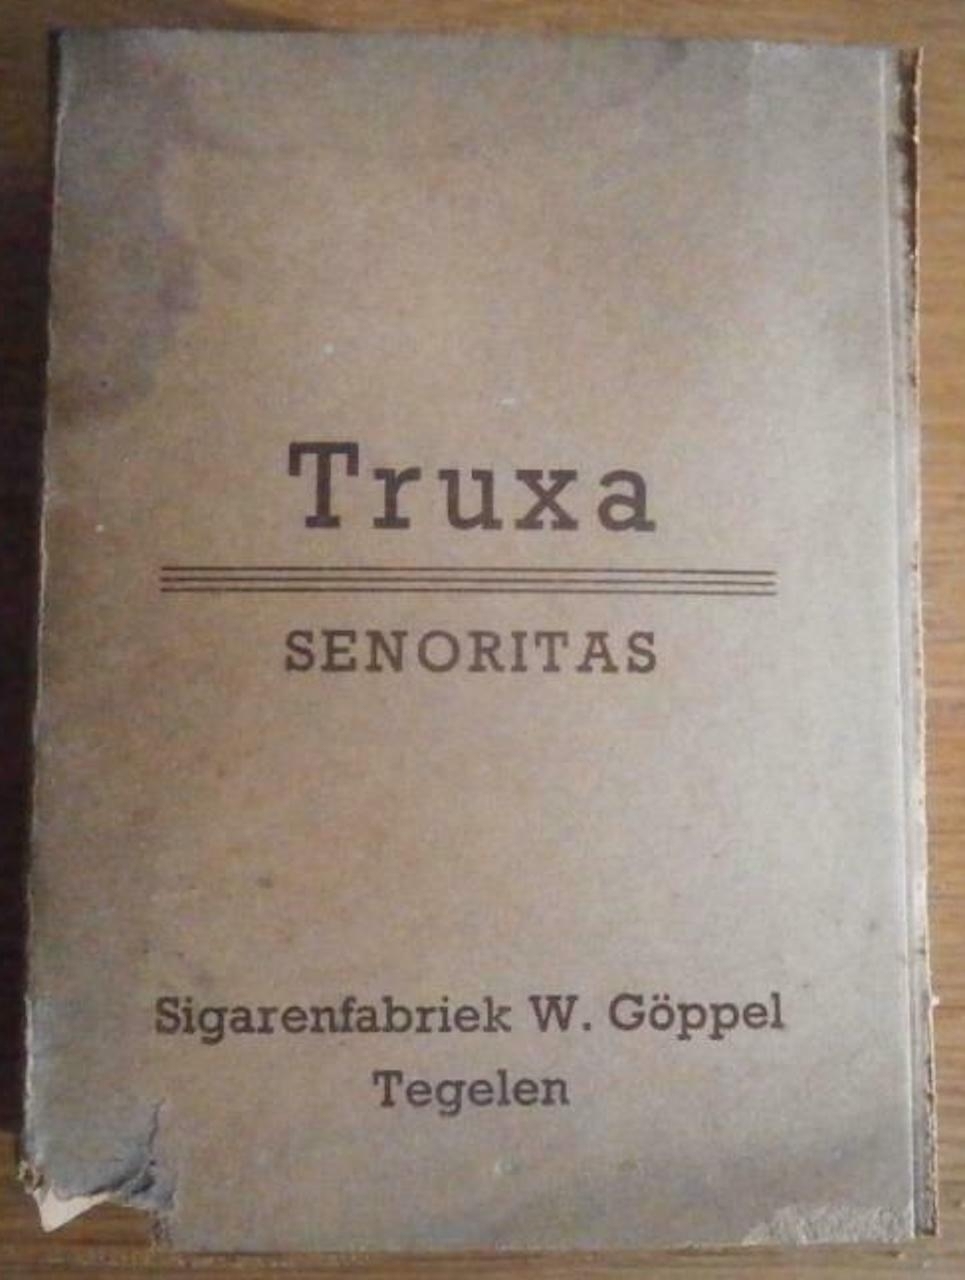 Truxa
SENORITAS
Sigarenfabriek W. Göppel
Tegelen